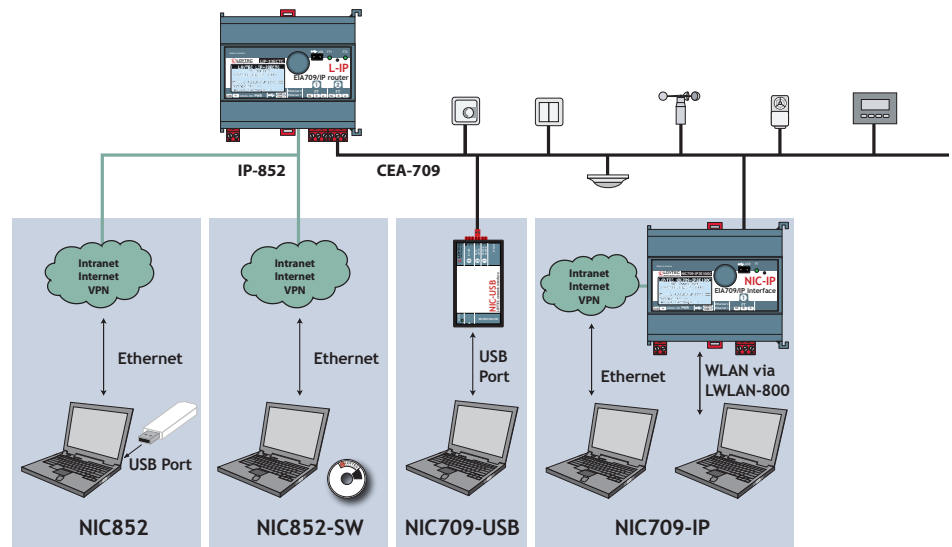 LOYTEC
L-IP
EIA709/IP router
IP-852
CEA-709
Intranet
Internet
VPN
Intranet
Internet
VPN
NIC-USB
Intranet
Internet
VPN
LOYTEC
NIC-IP
EIA709/IP Interface
Ethernet
Ethernet
USB
Port
Ethernet
WLAN via
LWLAN-800
USB Port
NIC852
NIC852-SW
NIC709-USB
NIC709-IP